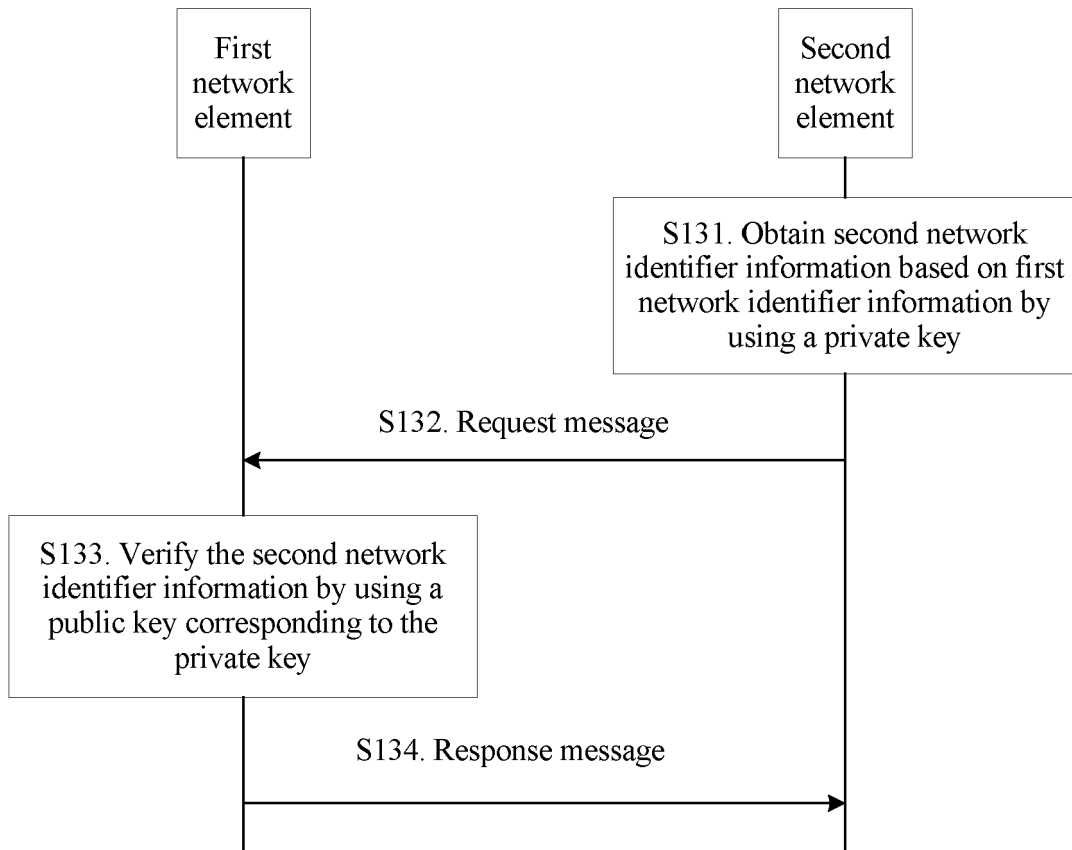 First
network
element
Second
network
element
S131. Obtain second network
identifier information based on first
network identifier information by
using a private key
S132. Request message
S133. Verify the second network
identifier information by using a
public key corresponding to the
private key
S134. Response message